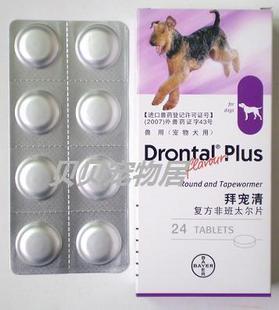 for dogs
【进口兽药登记许可证号】
(2007)外兽药证字43号
兽用（宠物犬用）
Drontal® Plus
flavour
Round and Tapewormer
贝贝宠物居
拜宠清
复方非班太尔片
24 TABLETS
BAYER